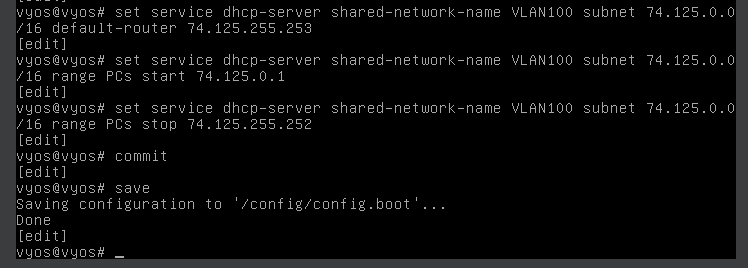 vyos@vyos# set service dhcp-server shared-network-name VLAN100 subnet 74.125.0.0
/16 default-router 74.125.255.253
[edit]
vyos@vyos# set service dhcp-server shared-network-name VLAN100 subnet 74.125.0.0
/16 range PCs start 74.125.0.1
[edit]
vyos@vyos# set service dhcp-server shared-network-name VLAN100 subnet 74.125.0.0
/16 range PCs stop 74.125.255.252
[edit]
vyos@vyos# commit
[edit]
vyos@vyos# save
Saving configuration to '/config/config.boot'...
Done
[edit]
vyos@vyos# _